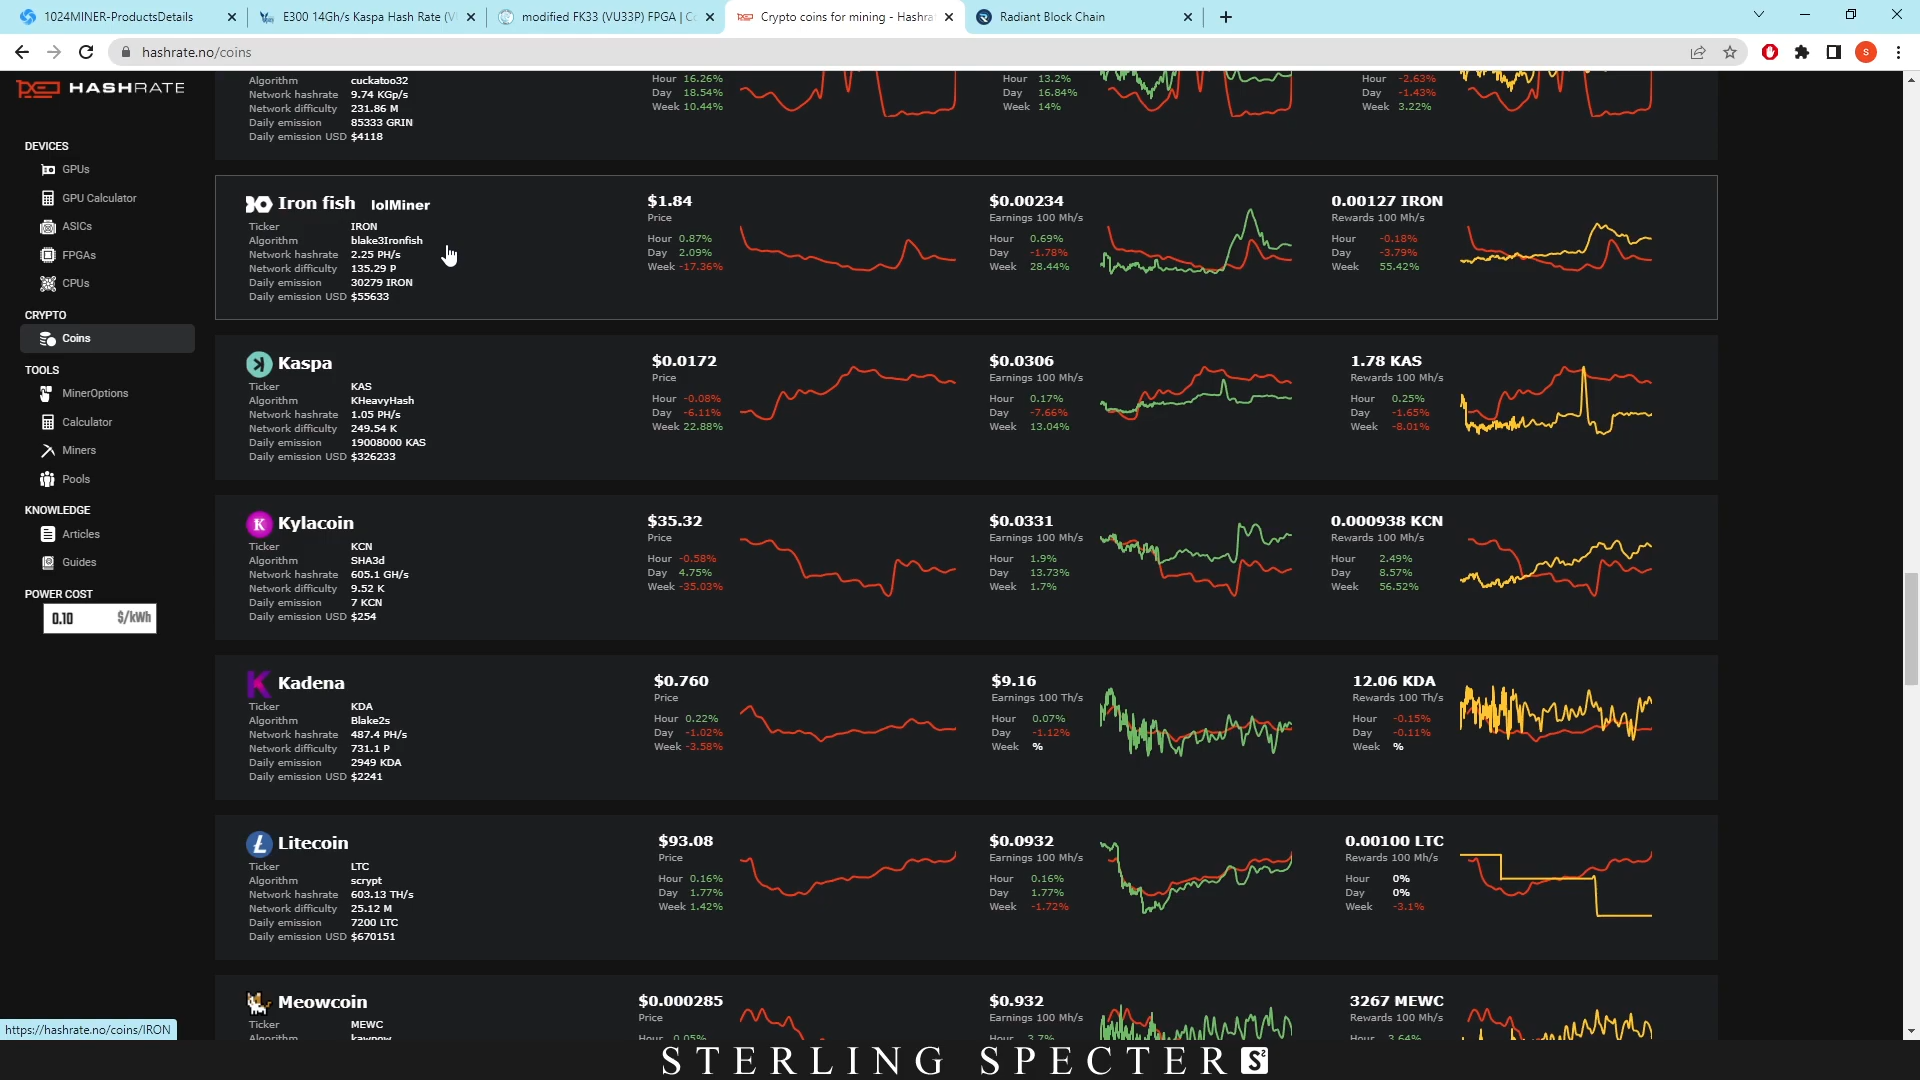 1024MINER-ProductsDetails
E300 14Gh/s Kaspa Hash Rate (V
modified FK33 (VU33P) FPGA | C
Crypto coins for mining - Hashra
Radiant Block Chain
hashrate.no/coins
S
HASHRATE
DEVICES
GPUs
GPU Calculator
ASICs
FPGAs
CPUs
CRYPTO
Coins
TOOLS
MinerOptions
Calculator
Miners
Pools
KNOWLEDGE
Articles
Guides
POWER COST
0.10 $/kWh
Algorithm cuckatoo32
Network hashrate 9.74 KGp/s
Network difficulty 231.86 M
Daily emission 85333 GRIN
Daily emission USD $4118
Hour 16.26%
Day 18.54%
Week 10.44%
Hour 13.2%
Day 16.84%
Week 14%
Hour -2.63%
Day -1.43%
Week 3.22%
Iron fish lolMiner
Ticker IRON
Algorithm blake3Ironfish
Network hashrate 2.25 PH/s
Network difficulty 135.29 P
Daily emission 30279 IRON
Daily emission USD $55633
$1.84
Price
Hour 0.87%
Day 2.09%
Week -17.36%
$0.00234
Earnings 100 Mh/s
Hour 0.69%
Day -1.78%
Week 28.44%
0.00127 IRON
Rewards 100 Mh/s
Hour -0.18%
Day -3.79%
Week 55.42%
Kaspa
Ticker KAS
Algorithm KHeavyHash
Network hashrate 1.05 PH/s
Network difficulty 249.54 K
Daily emission 19008000 KAS
Daily emission USD $326233
$0.0172
Price
Hour -0.08%
Day -6.11%
Week 22.88%
$0.0306
Earnings 100 Mh/s
Hour 0.17%
Day -7.66%
Week 13.04%
1.78 KAS
Rewards 100 Mh/s
Hour 0.25%
Day -1.65%
Week -8.01%
K Kylacoin
Ticker KCN
Algorithm SHA3d
Network hashrate 605.1 GH/s
Network difficulty 9.52 K
Daily emission 7 KCN
Daily emission USD $254
$35.32
Price
Hour -0.58%
Day 4.75%
Week -35.03%
$0.0331
Earnings 100 Mh/s
Hour 1.9%
Day 13.73%
Week 1.7%
0.000938 KCN
Rewards 100 Mh/s
Hour 2.49%
Day 8.57%
Week 56.52%
Kadena
Ticker KDA
Algorithm Blake2s
Network hashrate 487.4 PH/s
Network difficulty 731.1 P
Daily emission 2949 KDA
Daily emission USD $2241
$0.760
Price
Hour 0.22%
Day -1.02%
Week -3.58%
$9.16
Earnings 100 Th/s
Hour 0.07%
Day -1.12%
Week %
12.06 KDA
Rewards 100 Th/s
Hour -0.15%
Day -0.11%
Week %
Litecoin
Ticker LTC
Algorithm scrypt
Network hashrate 603.13 TH/s
Network difficulty 25.12 M
Daily emission 7200 LTC
Daily emission USD $670151
$93.08
Price
Hour 0.16%
Day 1.77%
Week 1.42%
$0.0932
Earnings 100 Mh/s
Hour 0.16%
Day 1.77%
Week -1.72%
0.00100 LTC
Rewards 100 Mh/s
Hour 0%
Day 0%
Week -3.1%
Meowcoin
Ticker MEWC
Algorithm kawpow
$0.000285
Price
Hour 0.05%
$0.932
Earnings 100 Mh/s
Hour 3.7%
3267 MEWC
Rewards 100 Mh/s
Hour 3.64%
https://hashrate.no/coins/IRON
STERLING SPECTER S²